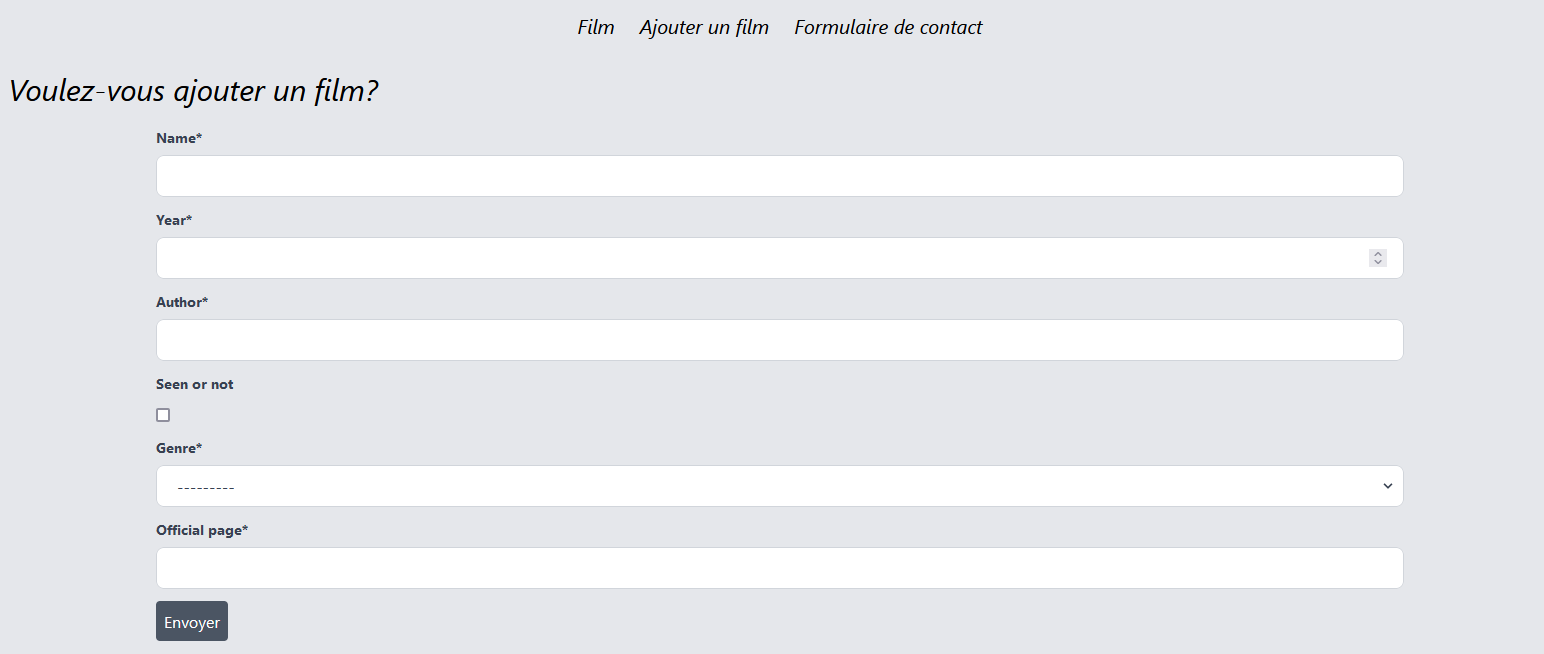 Film Ajouter un film Formulaire de contact
Voulez-vous ajouter un film?
Name*
Year*
Author*
Seen or not
Genre*
---------
Official page*
Envoyer